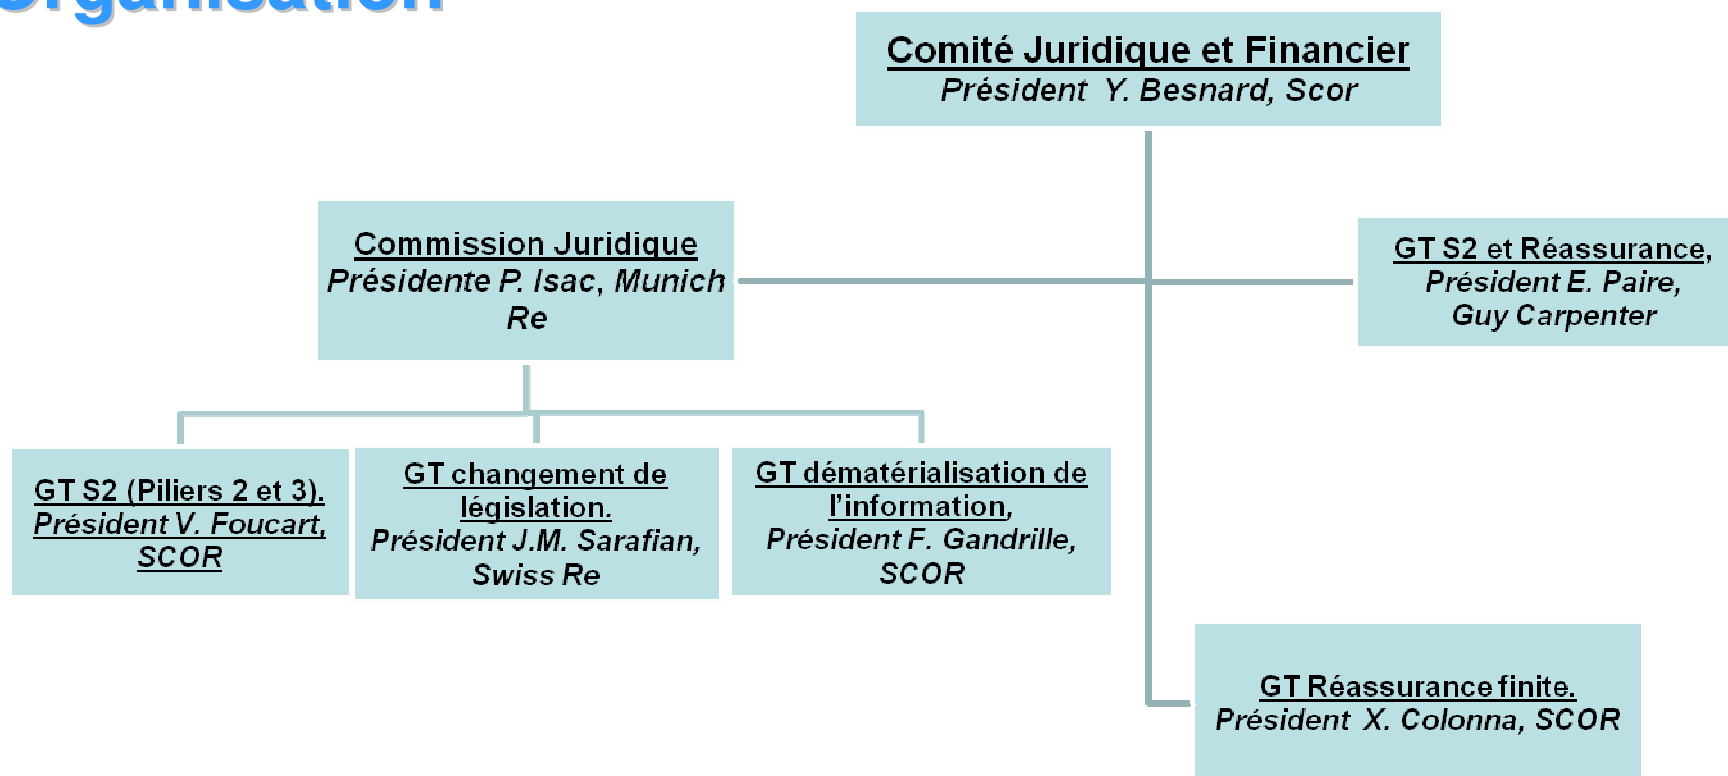 Organisation
Comité Juridique et Financier
Président Y. Besnard, Scor
Commission Juridique
Présidente P. Isac, Munich
Re
GT S2 et Réassurance,
Président E. Paire,
Guy Carpenter
GT S2 (Piliers 2 et 3).
Président V. Foucart,
SCOR
GT changement de
législation.
Président J.M. Sarafian,
Swiss Re
GT dématérialisation de
l'information,
Président F. Gandrille,
SCOR
GT Réassurance finite.
Président X. Colonna, SCOR